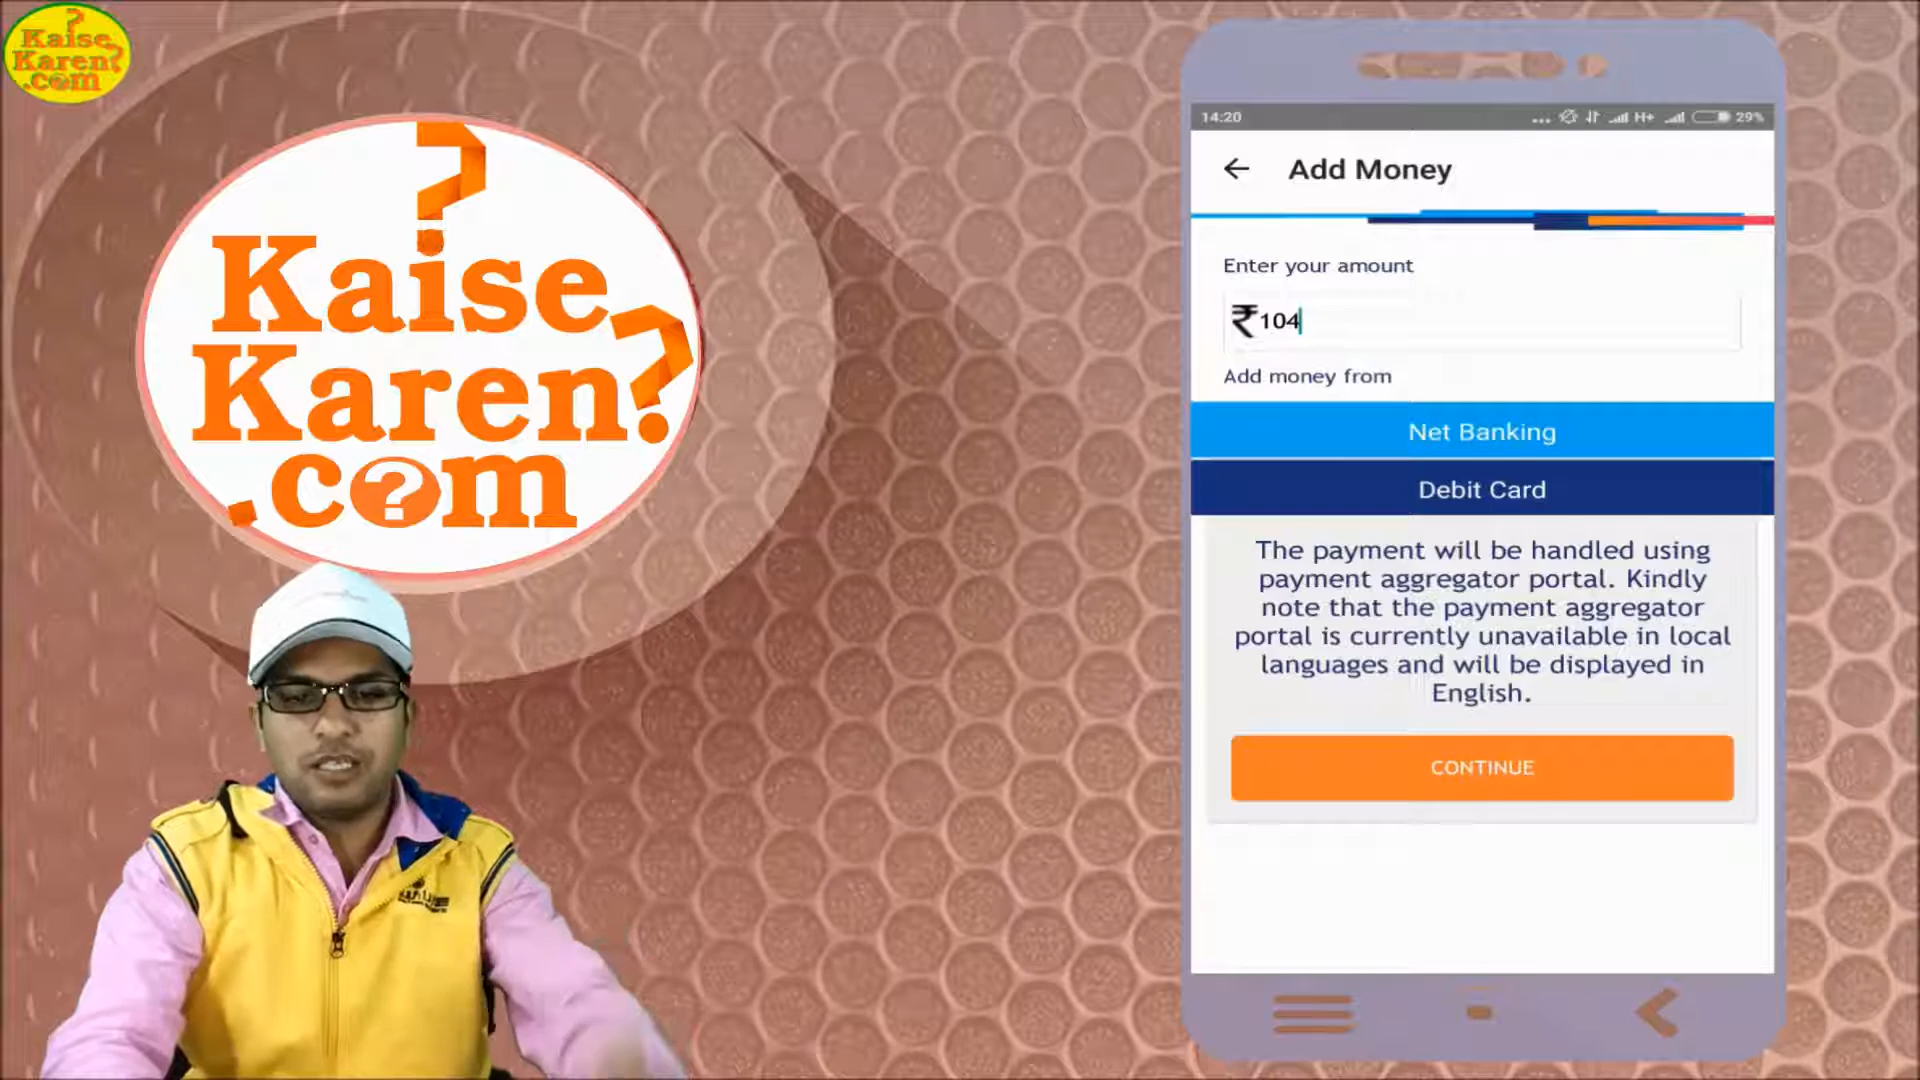 ?
Kaise
Karen?
.com
?
Kaise
Karen?
.c?m
14:20
H+
29%
Add Money
Enter your amount
₹104
Add money from
Net Banking
Debit Card
The payment will be handled using
payment aggregator portal. Kindly
note that the payment aggregator
portal is currently unavailable in local
languages and will be displayed in
English.
CONTINUE